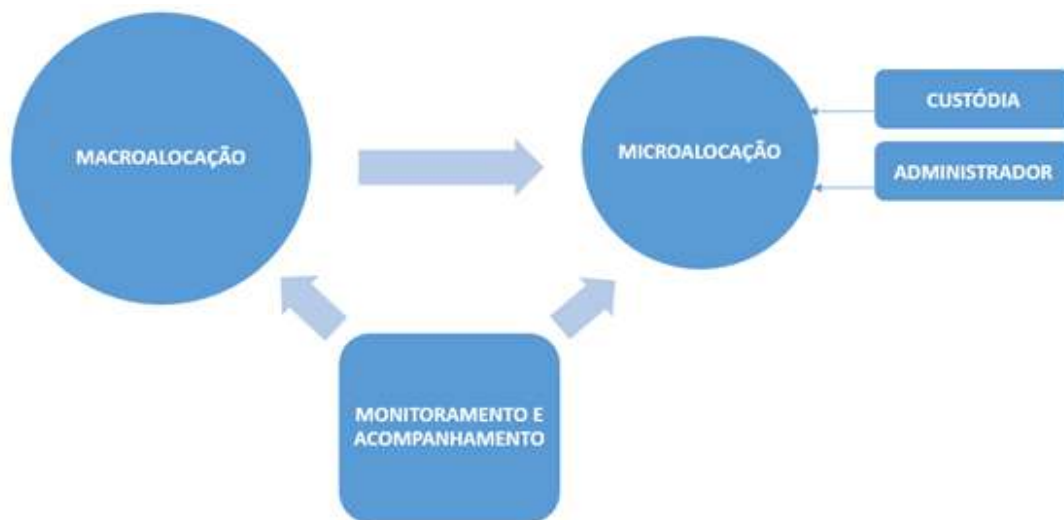 MACROALOCAÇÃO
MICROALOCAÇÃO
CUSTÓDIA
ADMINISTRADOR
MONITORAMENTO E
ACOMPANHAMENTO